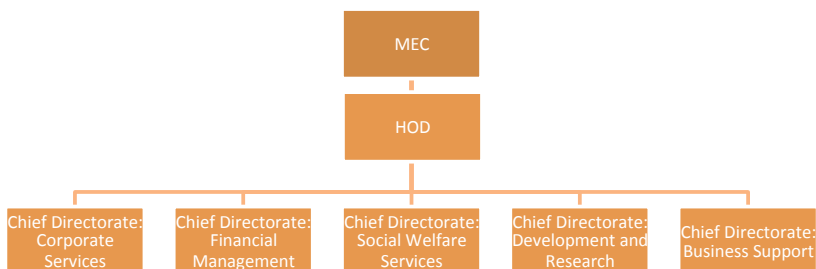 MEC
HOD
Chief Directorate:
Corporate
Services
Chief Directorate:
Financial
Management
Chief Directorate:
Social Welfare
Services
Chief Directorate:
Development and
Research
Chief Directorate:
Business Support